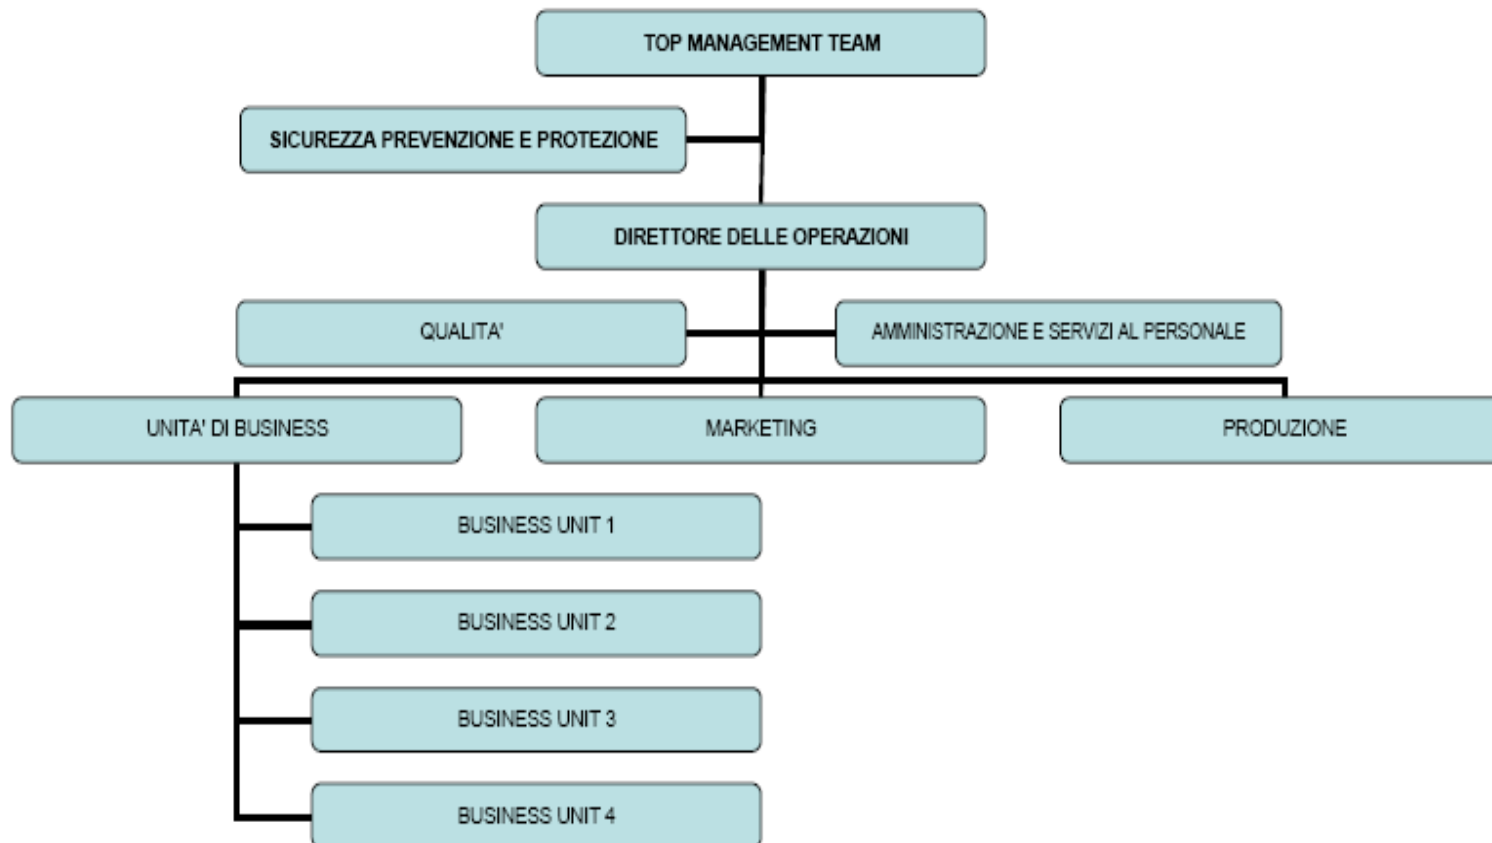 TOP MANAGEMENT TEAM
SICUREZZA PREVENZIONE E PROTEZIONE
DIRETTORE DELLE OPERAZIONI
QUALITA'
AMMINISTRAZIONE E SERVIZI AL PERSONALE
UNITA' DI BUSINESS
MARKETING
PRODUZIONE
BUSINESS UNIT 1
BUSINESS UNIT 2
BUSINESS UNIT 3
BUSINESS UNIT 4